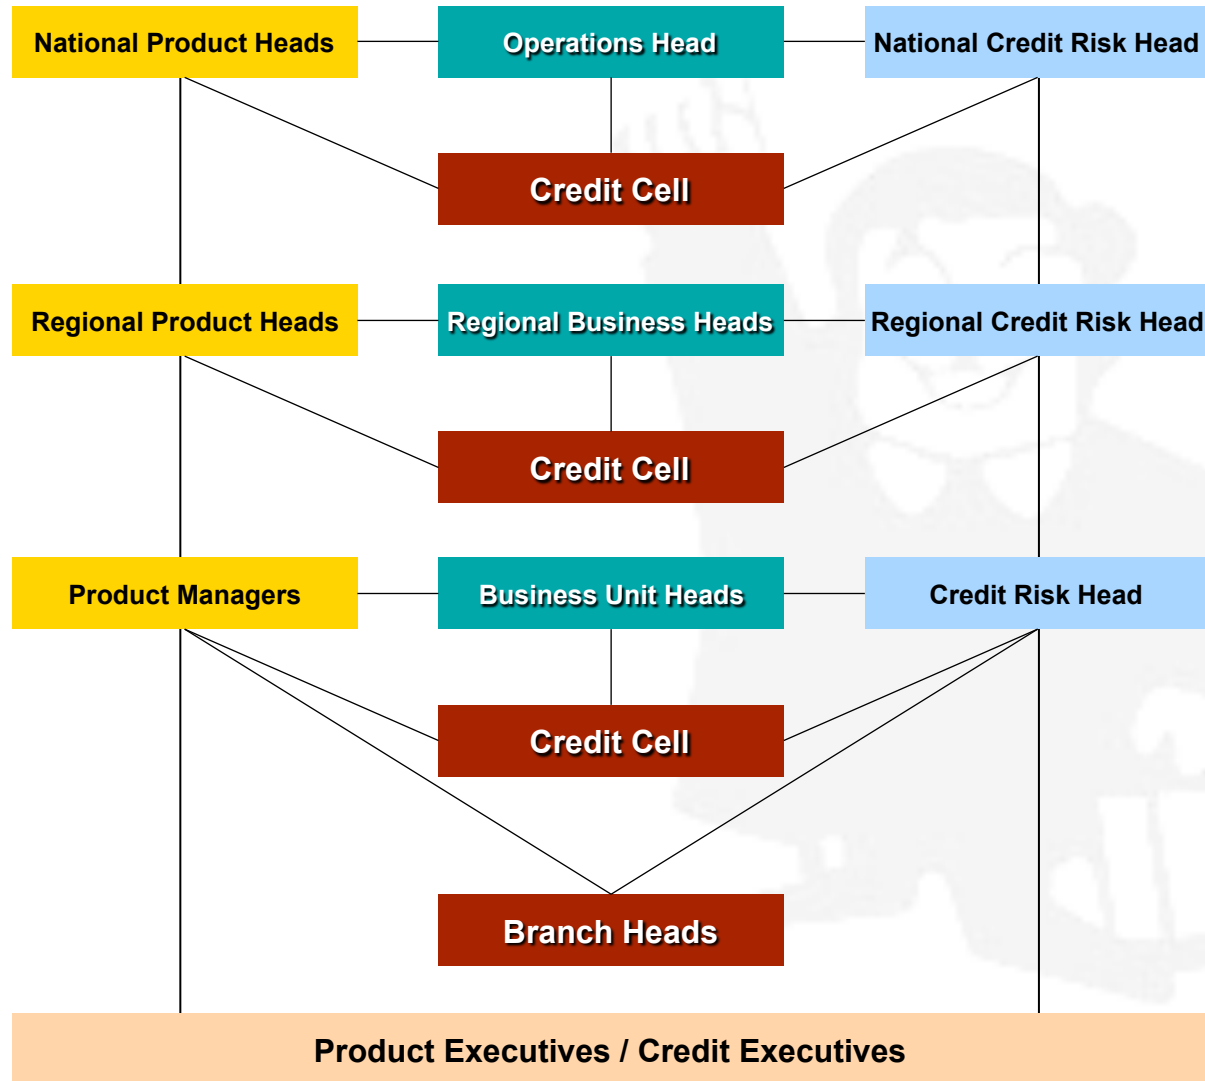 National Product Heads
Operations Head
National Credit Risk Head
Credit Cell
Regional Product Heads
Regional Business Heads
Regional Credit Risk Head
Credit Cell
Product Managers
Business Unit Heads
Credit Risk Head
Credit Cell
Branch Heads
Product Executives / Credit Executives